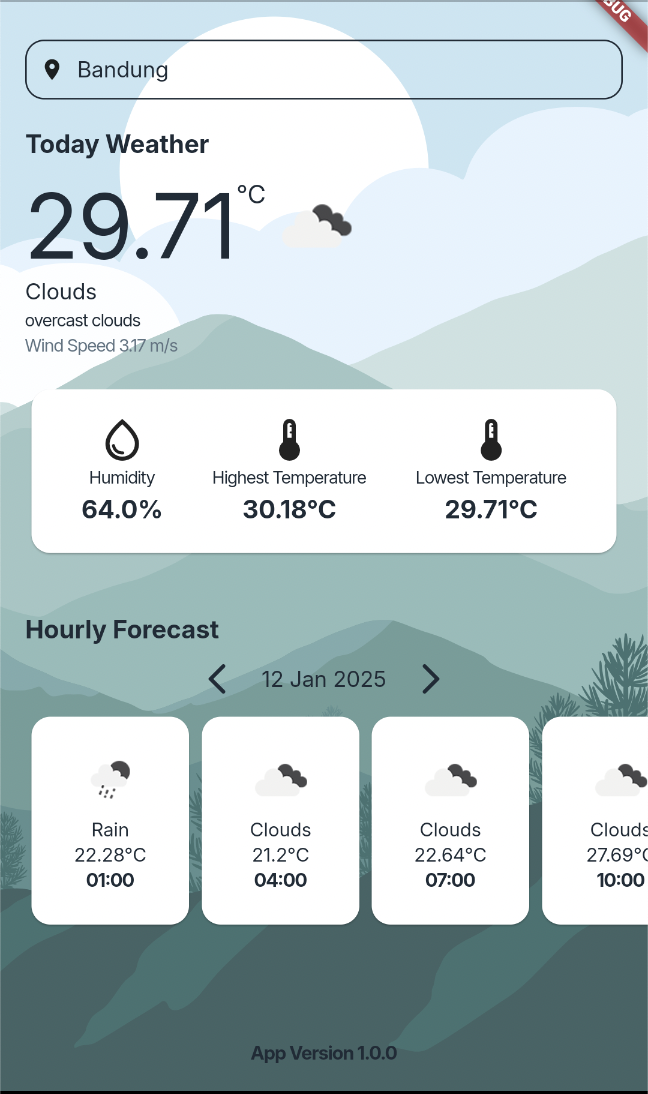 Bandung
Today Weather
29.71°C
Clouds
overcast clouds
Wind Speed 3.17 m/s
Humidity Highest Temperature Lowest Temperature
64.0% 30.18°C 29.71°C
Hourly Forecast
12 Jan 2025
Rain Clouds Clouds Clouds
22.28°C 21.2°C 22.64°C 27.69°C
01:00 04:00 07:00 10:00
App Version 1.0.0